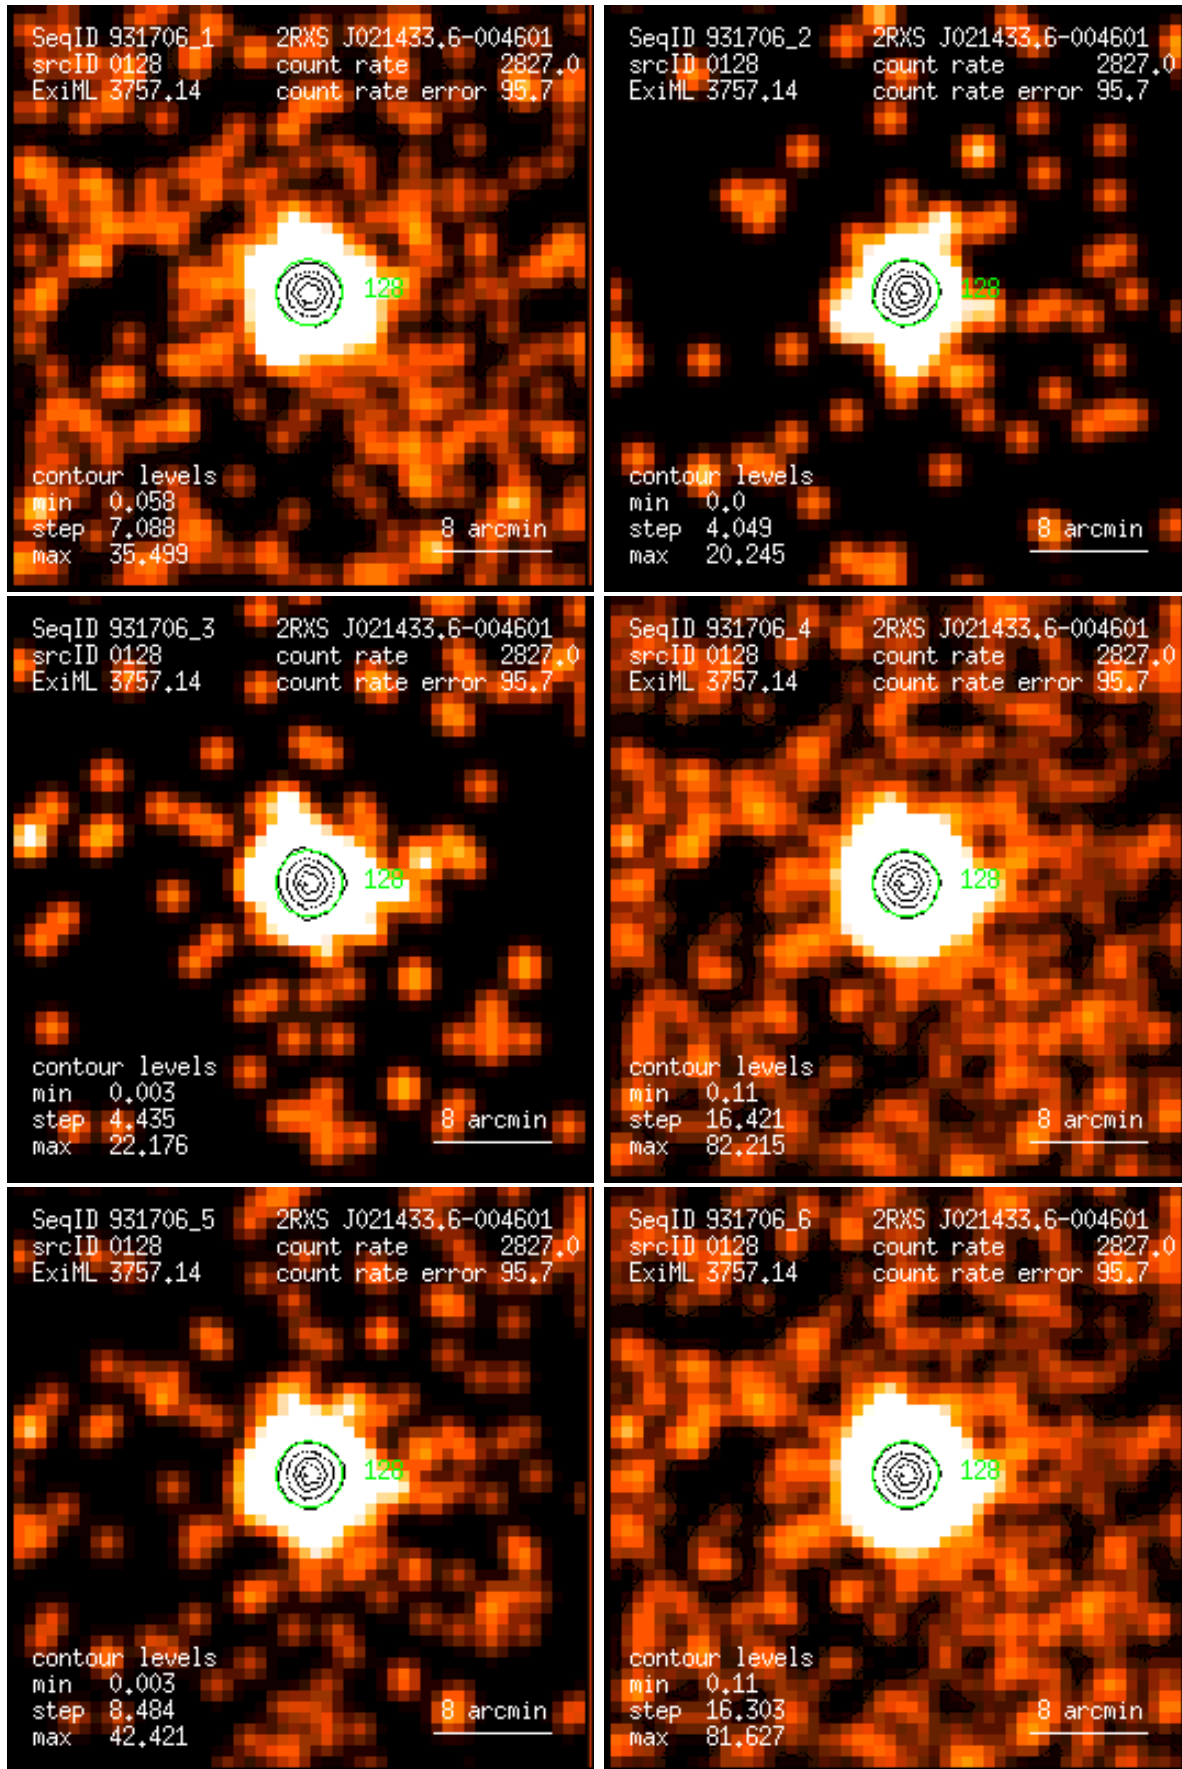 SeqID 931706_1 2RXS J021433.6-004601
srcID 0128 count rate 2827.0
ExiML 3757.14 count rate error 95.7
128
contour levels
min 0.058
step 7.088 8 arcmin
max 35.499
SeqID 931706_2 2RXS J021433.6-004601
srcID 0128 count rate 2827.0
ExiML 3757.14 count rate error 95.7
128
contour levels
min 0.0
step 4.049 8 arcmin
max 20.245
SeqID 931706_3 2RXS J021433.6-004601
srcID 0128 count rate 2827.0
ExiML 3757.14 count rate error 95.7
128
contour levels
min 0.003
step 4.435 8 arcmin
max 22.176
SeqID 931706_4 2RXS J021433.6-004601
srcID 0128 count rate 2827.0
ExiML 3757.14 count rate error 95.7
128
contour levels
min 0.11
step 16.421 8 arcmin
max 82.215
SeqID 931706_5 2RXS J021433.6-004601
srcID 0128 count rate 2827.0
ExiML 3757.14 count rate error 95.7
128
contour levels
min 0.003
step 8.484 8 arcmin
max 42.421
SeqID 931706_6 2RXS J021433.6-004601
srcID 0128 count rate 2827.0
ExiML 3757.14 count rate error 95.7
128
contour levels
min 0.11
step 16.303 8 arcmin
max 81.627